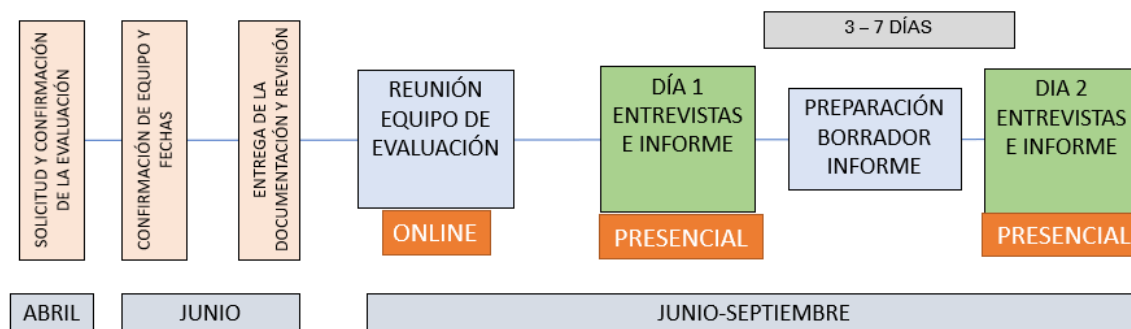 3 – 7 DÍAS
SOLICITUD Y CONFIRMACIÓN
DE LA EVALUACIÓN
CONFIRMACIÓN DE EQUIPO Y
FECHAS
ENTREGA DE LA
DOCUMENTACIÓN Y REVISIÓN
REUNIÓN
EQUIPO DE
EVALUACIÓN
ONLINE
DÍA 1
ENTREVISTAS
E INFORME
PRESENCIAL
PREPARACIÓN
BORRADOR
INFORME
DIA 2
ENTREVISTAS
E INFORME
PRESENCIAL
ABRIL
JUNIO
JUNIO-SEPTIEMBRE